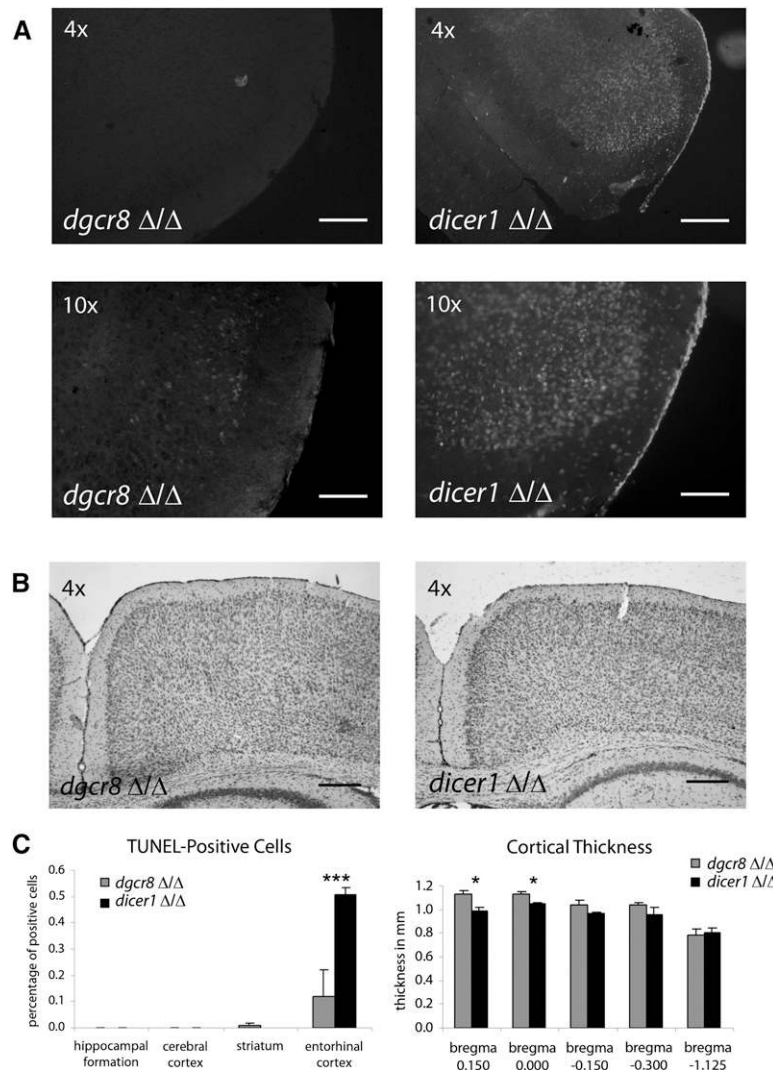 A
4x
dgcr8 Δ/Δ
4x
dicer1 Δ/Δ
10x
dgcr8 Δ/Δ
10x
dicer1 Δ/Δ
B
4x
dgcr8 Δ/Δ
4x
dicer1 Δ/Δ
C
TUNEL-Positive Cells
percentage of positive cells
0.6
0.5
0.4
0.3
0.2
0.1
0.0
dgcr8 Δ/Δ
dicer1 Δ/Δ
***
hippocampal formation
cerebral cortex
striatum
entorhinal cortex
Cortical Thickness
dgcr8 Δ/Δ
dicer1 Δ/Δ
thickness in mm
1.2
1.0
0.8
0.6
0.4
0.2
0.0
*
*
bregma 0.150
bregma 0.000
bregma -0.150
bregma -0.300
bregma -1.125